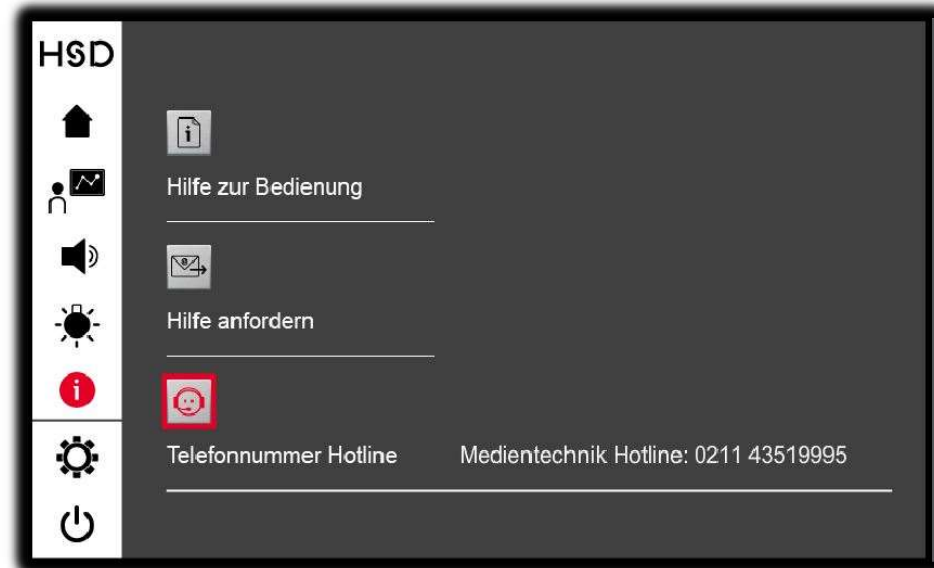 HSD
Hilfe zur Bedienung
Hilfe anfordern
Telefonnummer Hotline
Medientechnik Hotline: 0211 43519995